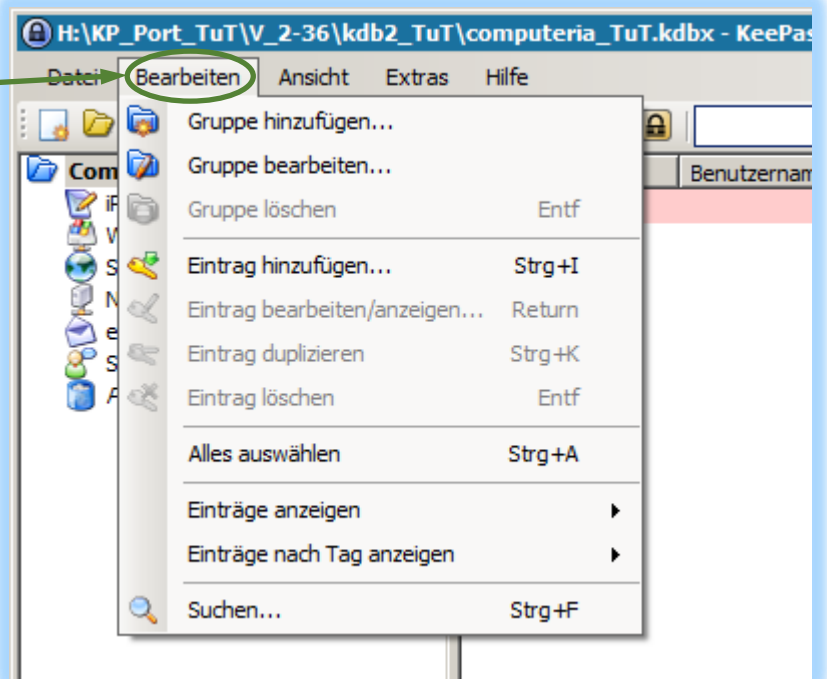 H:\KP_Port_TuT\V_2-36\kdb2_TuT\computeria_TuT.kdbx - KeePas
Datei Bearbeiten Ansicht Extras Hilfe
Gruppe hinzufügen...
Com Gruppe bearbeiten... Benutzernam
Gruppe löschen Entf
W
S Eintrag hinzufügen... Strg+I
N Eintrag bearbeiten/anzeigen... Return
e
S Eintrag duplizieren Strg+K
A Eintrag löschen Entf
Alles auswählen Strg+A
Einträge anzeigen
Einträge nach Tag anzeigen
Suchen... Strg+F